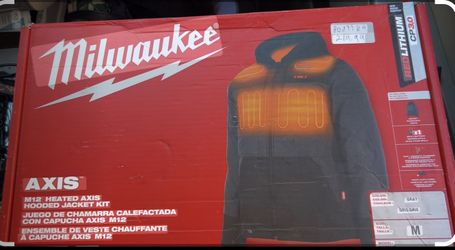 Milwaukee
REDLITHIUM CP3.0
AXIS
M12 HEATED AXIS
HOODED JACKET KIT
JUEGO DE CHAMARRA CALEFACTADA
CON CAPUCHA AXIS M12
ENSEMBLE DE VESTE CHAUFFANTE
À CAPUCHE AXIS M12
GRAY
M